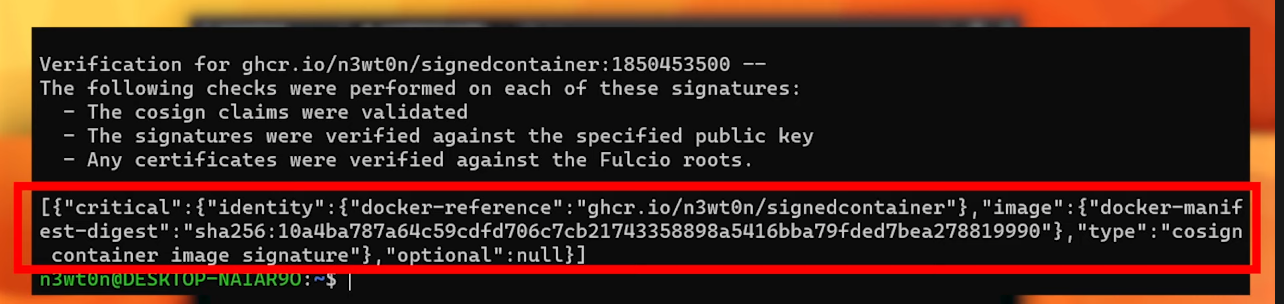 Verification for ghcr.io/n3wt0n/signedcontainer:1850453500 --
The following checks were performed on each of these signatures:
  - The cosign claims were validated
  - The signatures were verified against the specified public key
  - Any certificates were verified against the Fulcio roots.
[{"critical":{"identity":{"docker-reference":"ghcr.io/n3wt0n/signedcontainer"},"image":{"docker-manif
est-digest":"sha256:10a4ba787a64c59cdfd706c7cb21743358898a5416bba79fded7bea278819990"},"type":"cosign
 container image signature"},"optional":null}]
n3wt0n@DESKTOP-NAIAR9O:~$